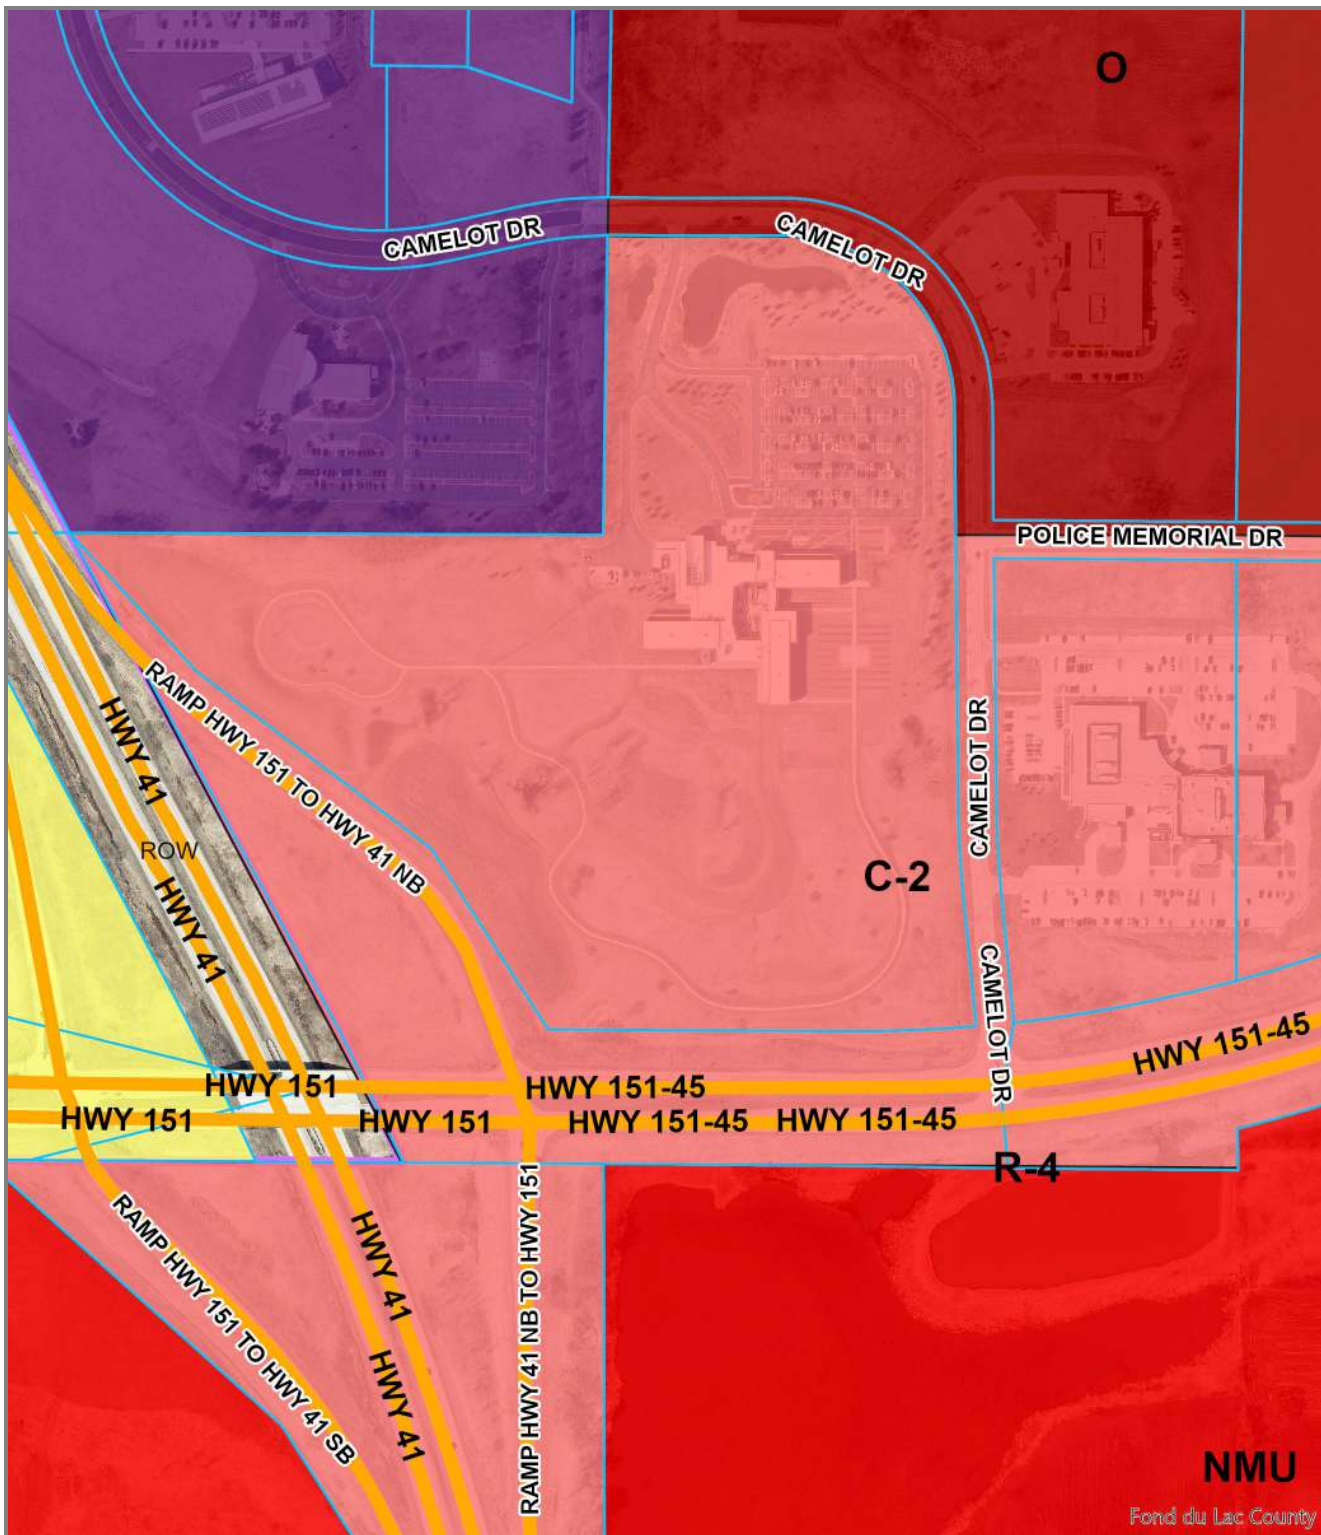 O
CAMELOT DR
CAMELOT DR
POLICE MEMORIAL DR
RAMP HWY 151 TO HWY 41 NB
HWY 41
CAMELOT DR
ROW
C-2
HWY 41
CAMELOT DR
HWY 151-45
HWY 151
HWY 151-45
HWY 151
HWY 151
HWY 151-45
HWY 151-45
R-4
RAMP HWY 151 TO HWY 41 SB
HWY 41
RAMP HWY 41 NB TO HWY 151
HWY 41
NMU
Fond du Lac County